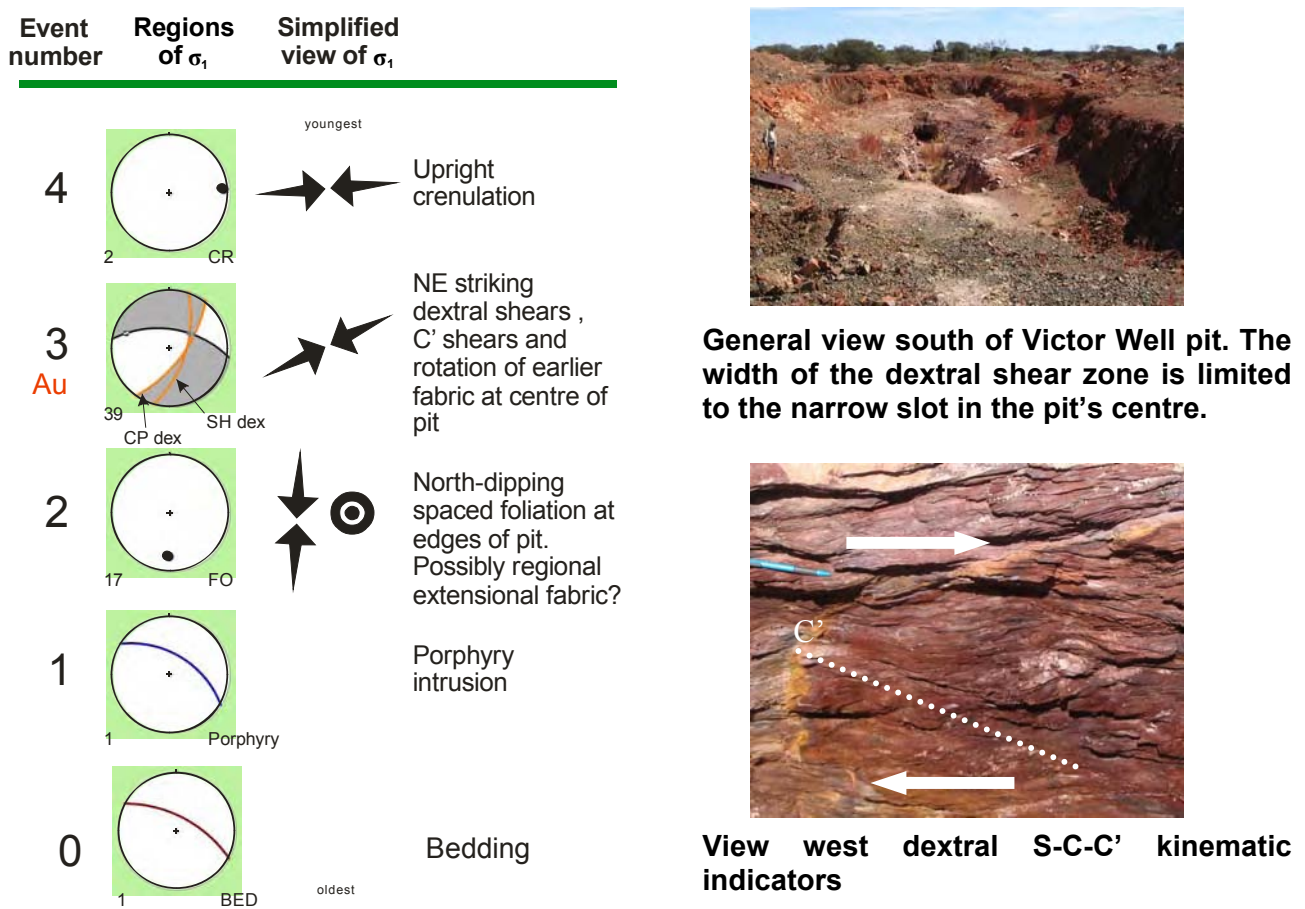 Event
number
Regions
of σ₁
Simplified
view of σ₁
youngest
4
2
CR
Upright
crenulation
3
Au
39
CP dex
SH dex
NE striking
dextral shears ,
C' shears and
rotation of earlier
fabric at centre of
pit
2
17
FO
North-dipping
spaced foliation at
edges of pit.
Possibly regional
extensional fabric?
1
1
Porphyry
Porphyry
intrusion
0
1
BED
Bedding
oldest
General view south of Victor Well pit. The
width of the dextral shear zone is limited
to the narrow slot in the pit's centre.
C'
View west dextral S-C-C' kinematic
indicators